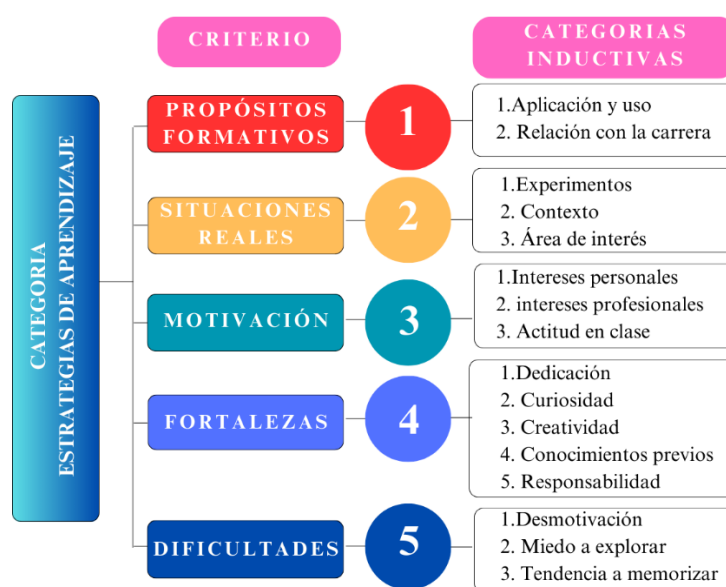 CRITERIO
CATEGORIAS
INDUCTIVAS
CATEGORIA
ESTRATEGIAS DE APRENDIZAJE
PROPÓSITOS
FORMATIVOS
1
1.Aplicación y uso
2. Relación con la carrera
SITUACIONES
REALES
2
1.Experimentos
2. Contexto
3. Área de interés
MOTIVACIÓN
3
1.Intereses personales
2. intereses profesionales
3. Actitud en clase
FORTALEZAS
4
1.Dedicación
2. Curiosidad
3. Creatividad
4. Conocimientos previos
5. Responsabilidad
DIFICULTADES
5
1.Desmotivación
2. Miedo a explorar
3. Tendencia a memorizar